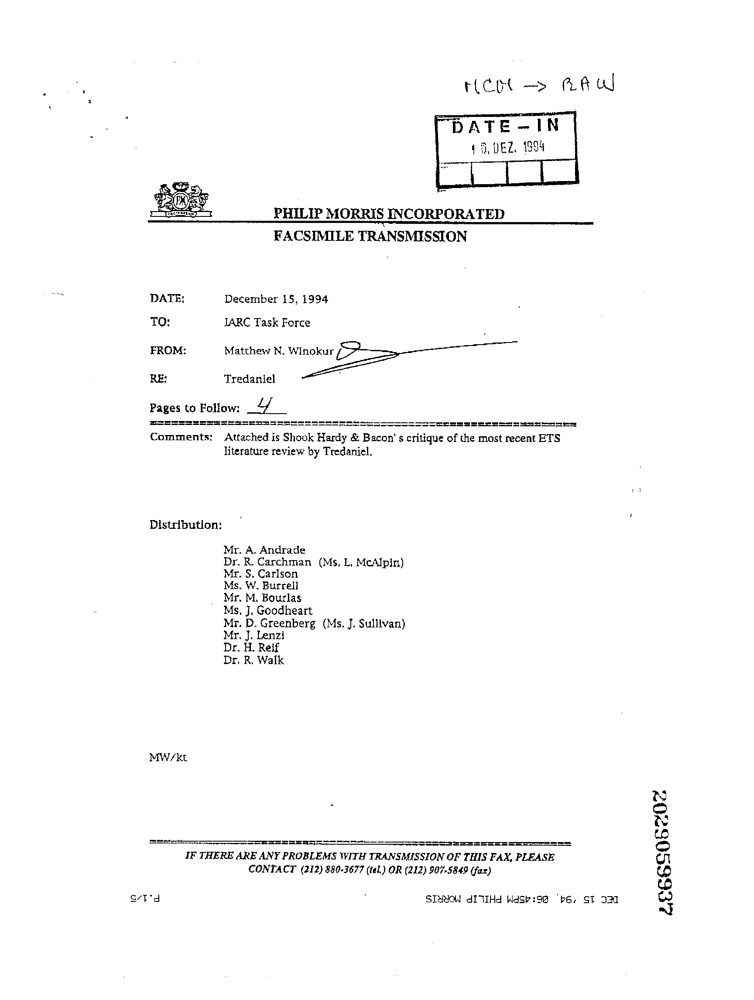 MCM → RAW
DATE-IN
16. DEZ. 1994
PM
PHILIP MORRIS INCORPORATED
FACSIMILE TRANSMISSION
DATE: December 15, 1994
TO: IARC Task Force
FROM: Matthew N. Winokur
RE: Tredaniel
Pages to Follow: 4
Comments: Attached is Shook Hardy & Bacon's critique of the most recent ETS
literature review by Tredaniel.
Distribution:
Mr. A. Andrade
Dr. R. Carchman (Ms. L. McAlpin)
Mr. S. Carlson
Ms. W. Burrell
Mr. M. Bourlas
Ms. J. Goodheart
Mr. D. Greenberg (Ms. J. Sullivan)
Mr. J. Lenzi
Dr. H. Reif
Dr. R. Walk
MW/kt
IF THERE ARE ANY PROBLEMS WITH TRANSMISSION OF THIS FAX, PLEASE
CONTACT (212) 880-3677 (tel.) OR (212) 907-5849 (fax)
DEC 15 '94 06:45PM PHILIP MORRIS P.1/5
2029059937